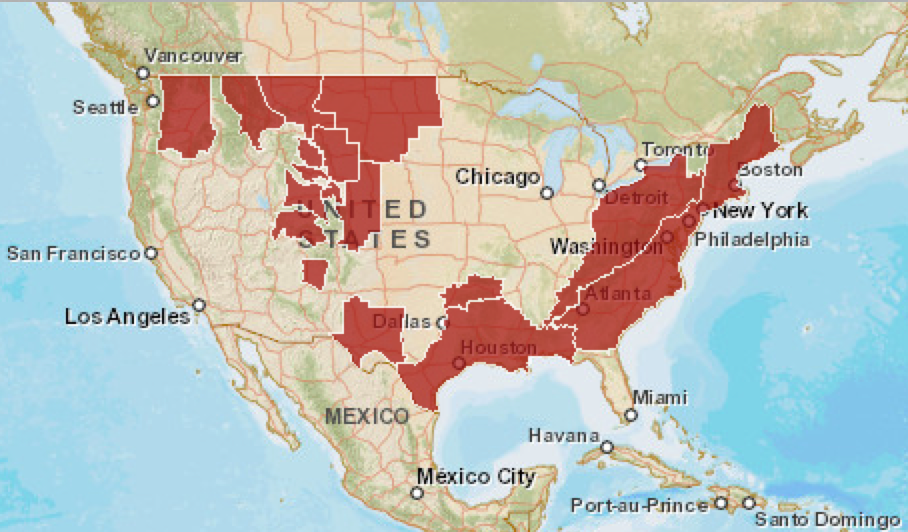 Vancouver
Seattle
Toronto
Chicago
Boston
Detroit
UNITED
New York
STATES
Washington
Philadelphia
San Francisco
Los Angeles
Atlanta
Dallas
Houston
MEXICO
Miami
Havana
México City
Port-au-Prince
Santo Domingo